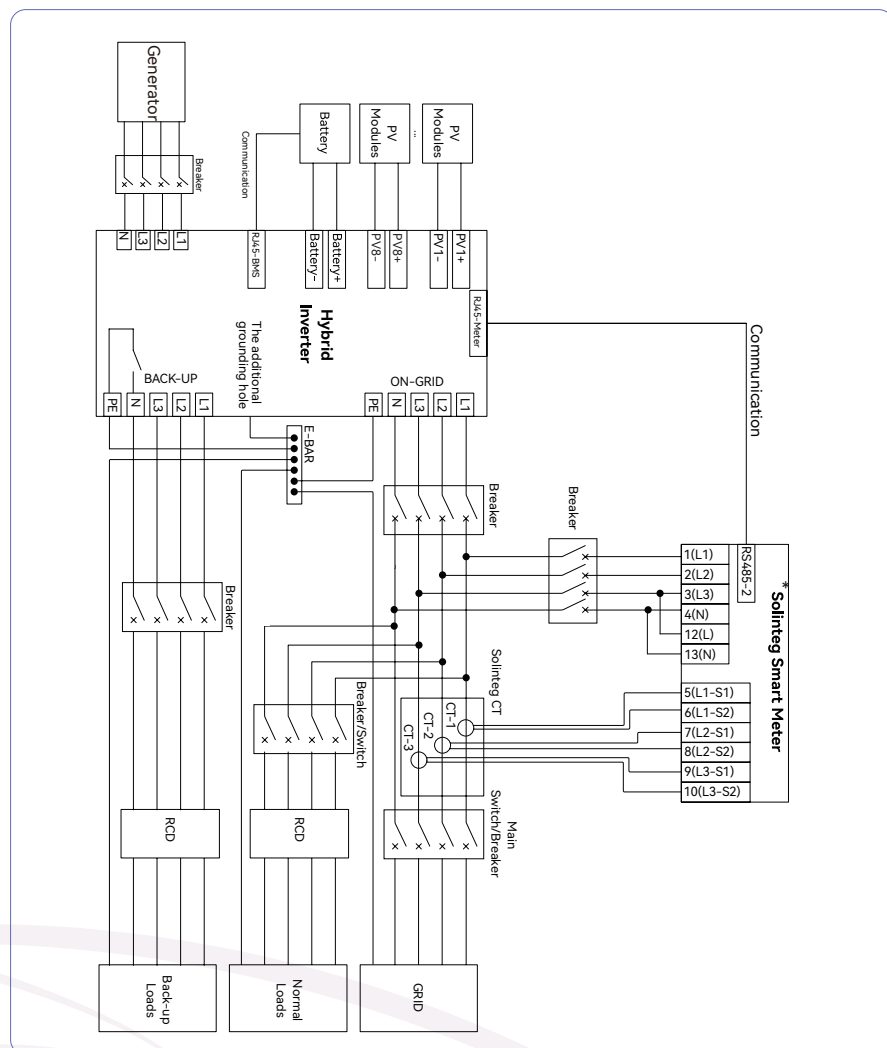 Generator
Breaker
L1
L2
L3
N
Communication
Battery
PV
Modules
...
PV
Modules
RJ45-BMS
Battery-
Battery+
PV8-
PV8+
PV1-
PV1+
RJ45-Meter
Hybrid
Inverter
The additional
grounding hole
BACK-UP
ON-GRID
PE
N
L3
L2
L1
PE
N
L3
L2
L1
E-BAR
Communication
Breaker
Breaker
RS485-2
* Solinteg Smart Meter
1(L1)
2(L2)
3(L3)
4(N)
12(L)
13(N)
5(L1-S1)
6(L1-S2)
7(L2-S1)
8(L2-S2)
9(L3-S1)
10(L3-S2)
Breaker
Breaker/Switch
Solinteg CT
CT-1
CT-2
CT-3
Main
Switch/Breaker
RCD
RCD
Back-up
Loads
Normal
Loads
GRID